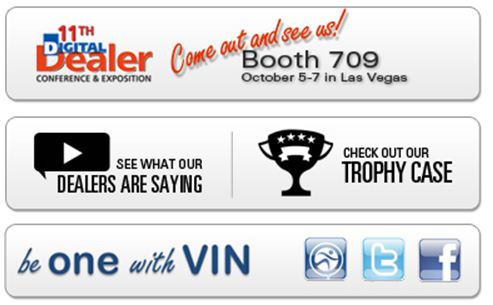 11TH
DIGITAL
Dealer
CONFERENCE & EXPOSITION
Come out and see us!
Booth 709
October 5-7 in Las Vegas
SEE WHAT OUR
DEALERS ARE SAYING
CHECK OUT OUR
TROPHY CASE
be one with VIN
t
f